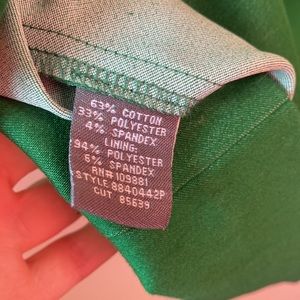 63% COTTON
33% POLYESTER
4% SPANDEX
LINING:
94% POLYESTER
6% SPANDEX
RN# 109881
STYLE 8840442P
CUT 85639